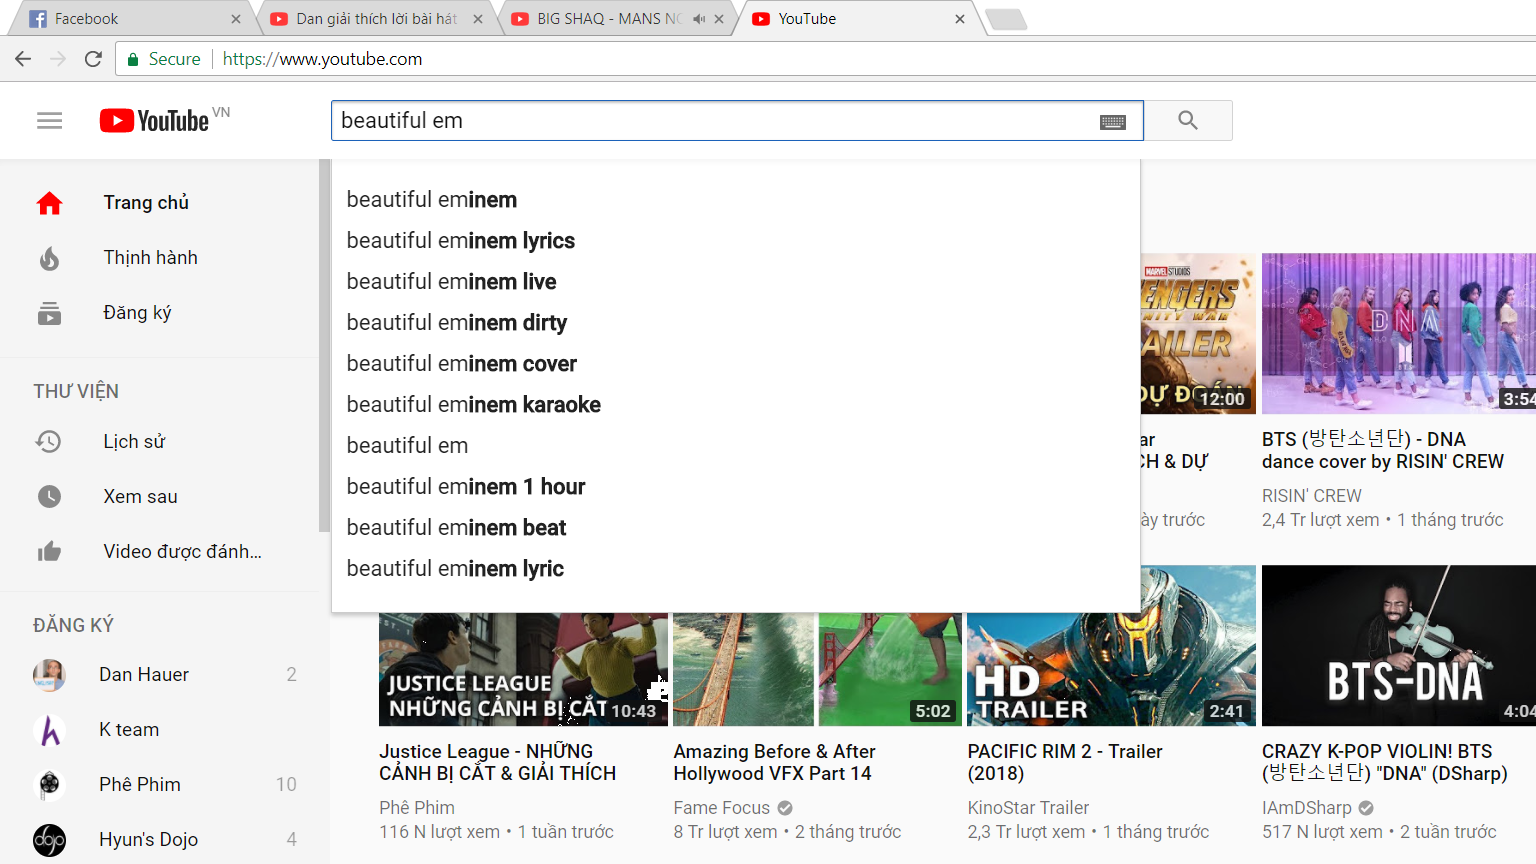 Facebook
Dan giải thích lời bài hát
BIG SHAQ - MANS NO
YouTube
Secure
https://www.youtube.com
YouTube VN
beautiful em
beautiful eminem
beautiful eminem lyrics
beautiful eminem live
beautiful eminem dirty
beautiful eminem cover
beautiful eminem karaoke
beautiful em
beautiful eminem 1 hour
beautiful eminem beat
beautiful eminem lyric
Trang chủ
Thịnh hành
Đăng ký
THƯ VIỆN
Lịch sử
Xem sau
Video được đánh...
ĐĂNG KÝ
Dan Hauer 2
K team
Phê Phim 10
Hyun's Dojo 4
dojo
MARVEL STUDIOS
ENGERS
NITY WAR
AILER
DỰ ĐOÁN
12:00
ar
CH & DỰ
ày trước
DNA
3:54
BTS (방탄소년단) - DNA
dance cover by RISIN' CREW
RISIN' CREW
2,4 Tr lượt xem • 1 tháng trước
JUSTICE LEAGUE
NHỮNG CẢNH BỊ CẮT
10:43
Justice League - NHỮNG
CẢNH BỊ CẮT & GIẢI THÍCH
Phê Phim
116 N lượt xem • 1 tuần trước
5:02
Amazing Before & After
Hollywood VFX Part 14
Fame Focus
8 Tr lượt xem • 2 tháng trước
HD
TRAILER
2:41
PACIFIC RIM 2 - Trailer
(2018)
KinoStar Trailer
2,3 Tr lượt xem • 1 tháng trước
BTS-DNA
4:04
CRAZY K-POP VIOLIN! BTS
(방탄소년단) "DNA" (DSharp)
IAmDSharp
517 N lượt xem • 2 tuần trước